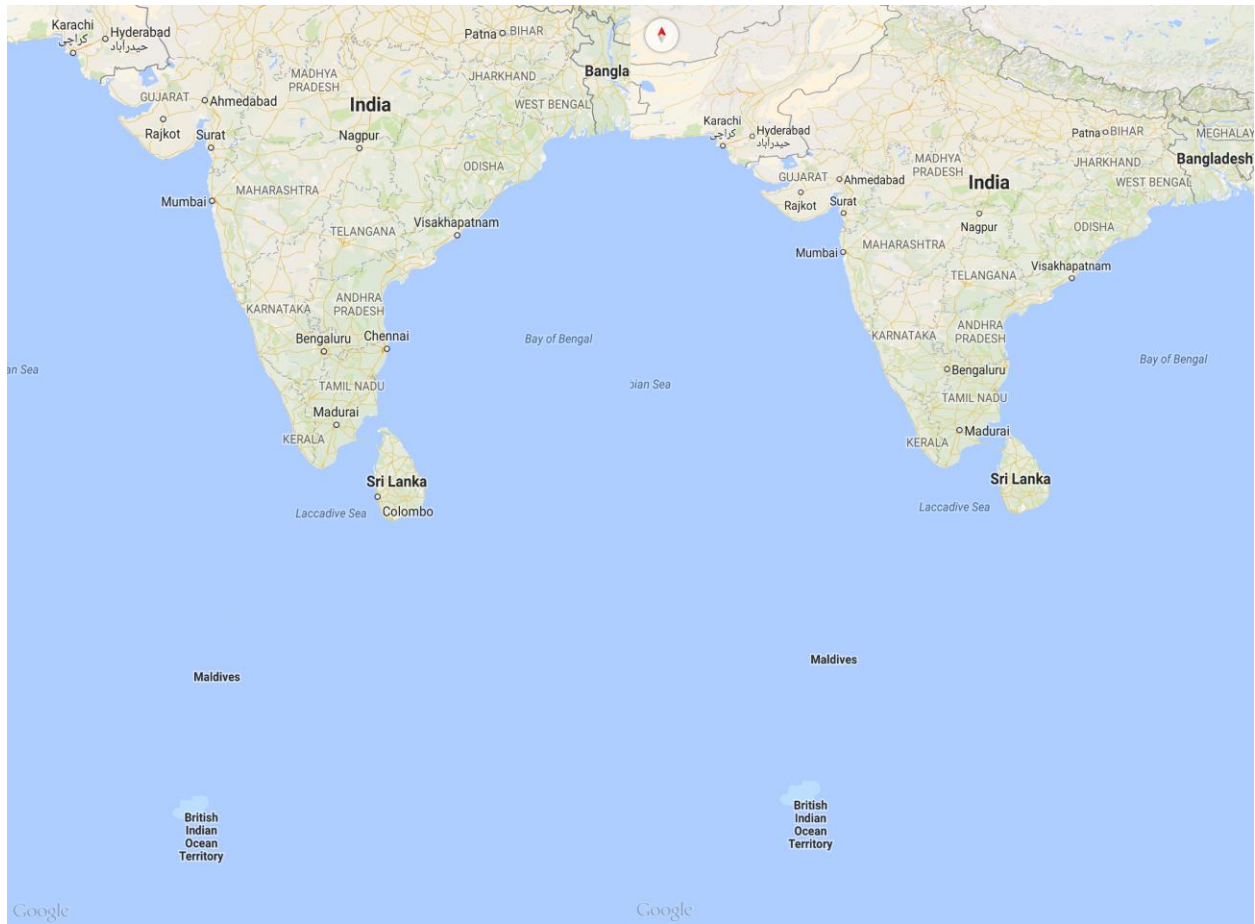 Karachi
كراچى
Hyderabad
حیدرآباد
Patna
BIHAR
MADHYA
PRADESH
JHARKHAND
Bangla
GUJARAT
Ahmedabad
India
WEST BENGAL
Rajkot
Surat
Nagpur
ODISHA
MAHARASHTRA
Mumbai
TELANGANA
Visakhapatnam
KARNATAKA
ANDHRA
PRADESH
Bengaluru
Chennai
Bay of Bengal
an Sea
TAMIL NADU
Madurai
KERALA
Sri Lanka
Laccadive Sea
Colombo
Maldives
British
Indian
Ocean
Territory
Google
Karachi
كراچى
Hyderabad
حیدرآباد
Patna
BIHAR
MEGHALAY
MADHYA
PRADESH
JHARKHAND
Bangladesh
GUJARAT
Ahmedabad
India
WEST BENGAL
Rajkot
Surat
Nagpur
ODISHA
MAHARASHTRA
Mumbai
TELANGANA
Visakhapatnam
KARNATAKA
ANDHRA
PRADESH
Bay of Bengal
Bengaluru
bian Sea
TAMIL NADU
Madurai
KERALA
Sri Lanka
Laccadive Sea
Maldives
British
Indian
Ocean
Territory
Google